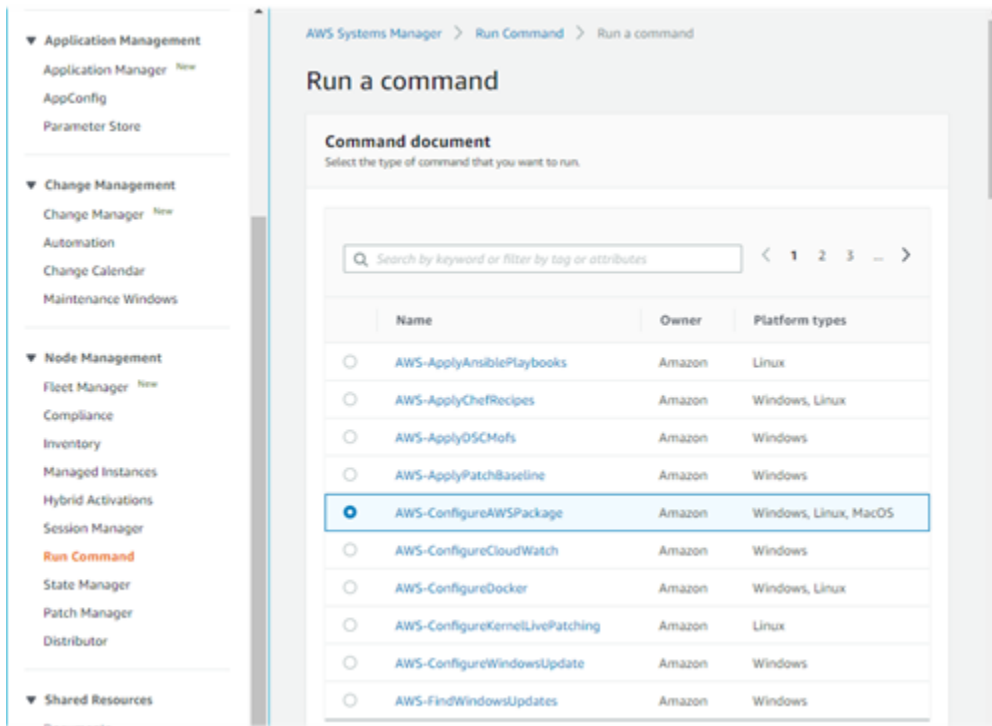 Application Management
Application Manager New
AppConfig
Parameter Store
Change Management
Change Manager New
Automation
Change Calendar
Maintenance Windows
Node Management
Fleet Manager New
Compliance
Inventory
Managed Instances
Hybrid Activations
Session Manager
Run Command
State Manager
Patch Manager
Distributor
Shared Resources
AWS Systems Manager > Run Command > Run a command
Run a command
Command document
Select the type of command that you want to run.
Search by keyword or filter by tag or attributes
< 1 2 3 ... >
Name Owner Platform types
AWS-ApplyAnsiblePlaybooks Amazon Linux
AWS-ApplyChefRecipes Amazon Windows, Linux
AWS-ApplyDSCMofs Amazon Windows
AWS-ApplyPatchBaseline Amazon Windows
AWS-ConfigureAWSPackage Amazon Windows, Linux, MacOS
AWS-ConfigureCloudWatch Amazon Windows
AWS-ConfigureDocker Amazon Windows, Linux
AWS-ConfigureKernelLivePatching Amazon Linux
AWS-ConfigureWindowsUpdate Amazon Windows
AWS-FindWindowsUpdates Amazon Windows